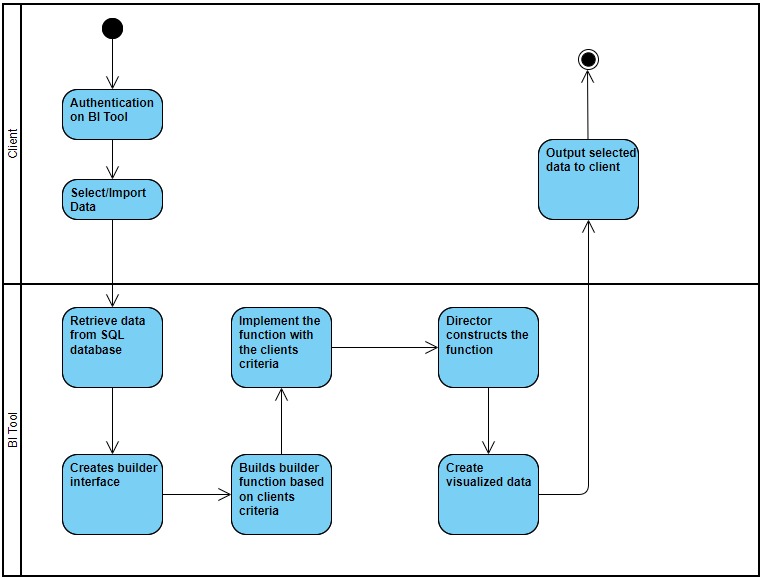 Client
Authentication
on BI Tool
Select/Import
Data
Output selected
data to client
BI Tool
Retrieve data
from SQL
database
Creates builder
interface
Builds builder
function based
on clients
criteria
Implement the
function with
the clients
criteria
Director
constructs the
function
Create
visualized data